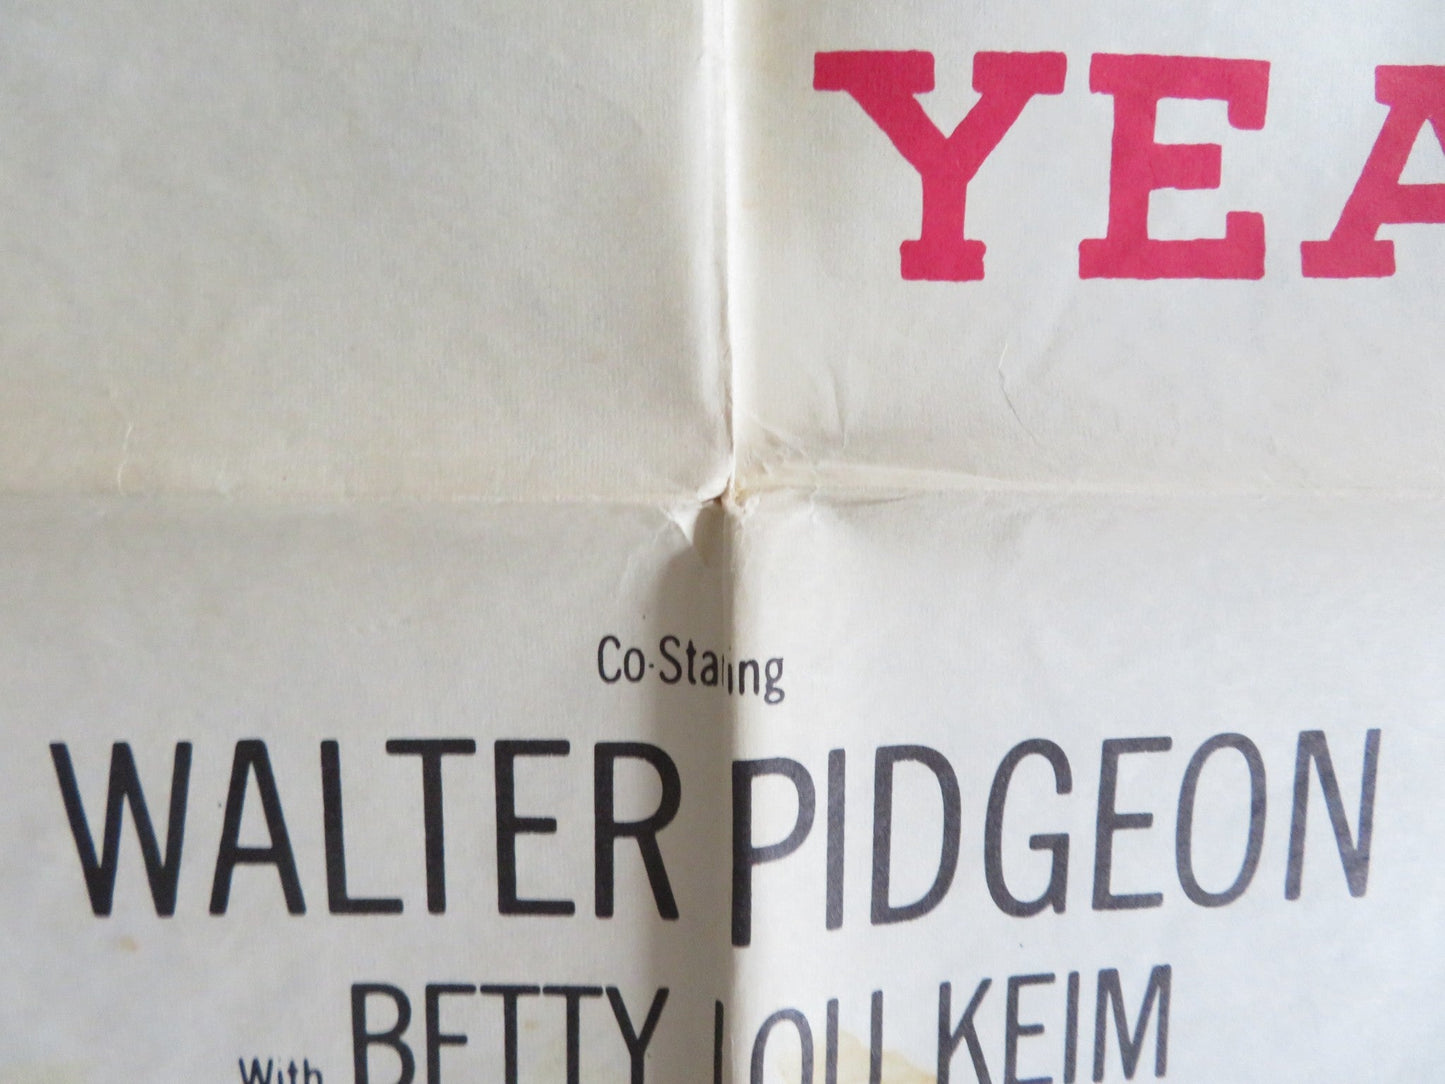 YEA
Co-Starring
WALTER PIDGEON
With BETTY LOU KEIM